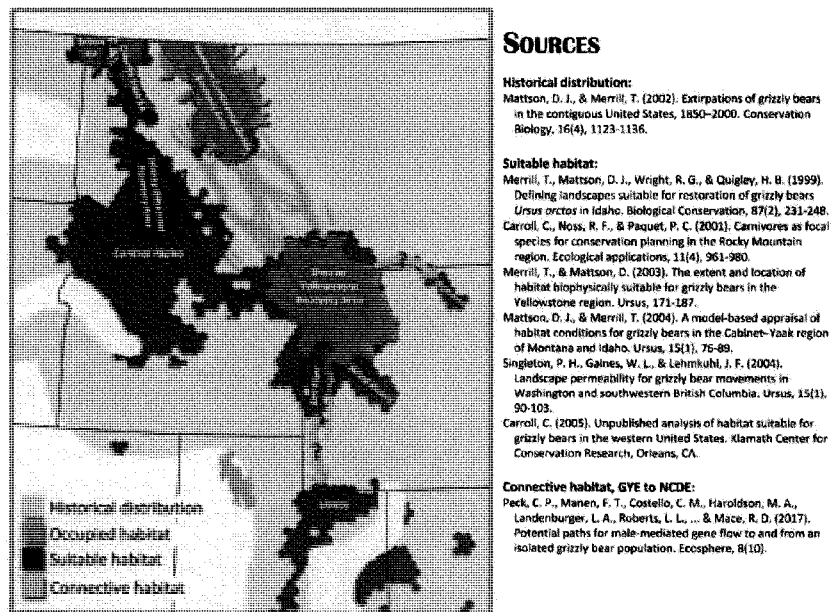 SOURCES
Historical distribution:
Mattson, D. J., & Merrill, T. (2002). Extirpations of grizzly bears
in the contiguous United States, 1850–2000. Conservation
Biology, 16(4), 1123-1136.
Suitable habitat:
Merrill, T., Mattson, D. J., Wright, R. G., & Quigley, H. B. (1999).
Defining landscapes suitable for restoration of grizzly bears
Ursus arctos in Idaho. Biological Conservation, 87(2), 231-248.
Carroll, C., Noss, R. F., & Paquet, P. C. (2001). Carnivores as focal
species for conservation planning in the Rocky Mountain
region. Ecological applications, 11(4), 961-980.
Merrill, T., & Mattson, D. (2003). The extent and location of
habitat biophysically suitable for grizzly bears in the
Yellowstone region. Ursus, 171-187.
Mattson, D. J., & Merrill, T. (2004). A model-based appraisal of
habitat conditions for grizzly bears in the Cabinet–Yaak region
of Montana and Idaho. Ursus, 15(1), 76-89.
Singleton, P. H., Gaines, W. L., & Lehmkuhl, J. F. (2004).
Landscape permeability for grizzly bear movements in
Washington and southwestern British Columbia. Ursus, 15(1),
90-103.
Carroll, C. (2005). Unpublished analysis of habitat suitable for
grizzly bears in the western United States. Klamath Center for
Conservation Research, Orleans, CA.
Connective habitat, GYE to NCDE:
Peck, C. P., Manen, F. T., Costello, C. M., Haroldson, M. A.,
Landenburger, L. A., Roberts, L. L., ... & Mace, R. D. (2017).
Potential paths for male-mediated gene flow to and from an
isolated grizzly bear population. Ecosphere, 8(10).
Historical distribution
Occupied habitat
Suitable habitat
Connective habitat